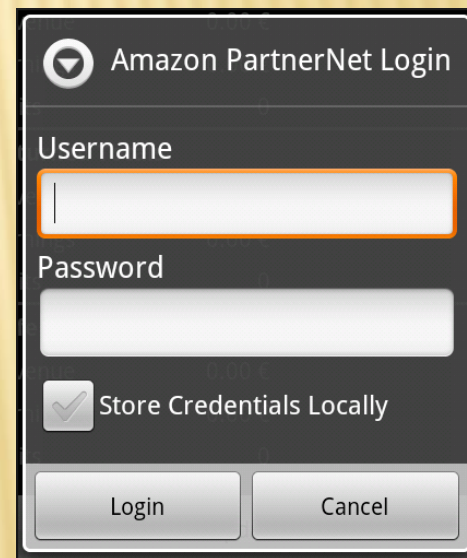 Amazon PartnerNet Login
Username
Password
Store Credentials Locally
Login
Cancel